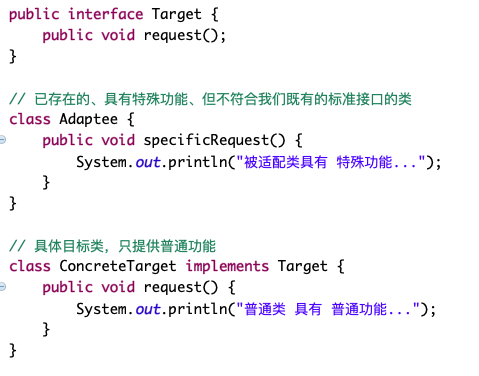 public interface Target {
    public void request();
}

// 已存在的、具有特殊功能、但不符合我们既有的标准接口的类
class Adaptee {
    public void specificRequest() {
        System.out.println("被适配类具有 特殊功能...");
    }
}

// 具体目标类，只提供普通功能
class ConcreteTarget implements Target {
    public void request() {
        System.out.println("普通类 具有 普通功能...");
    }
}